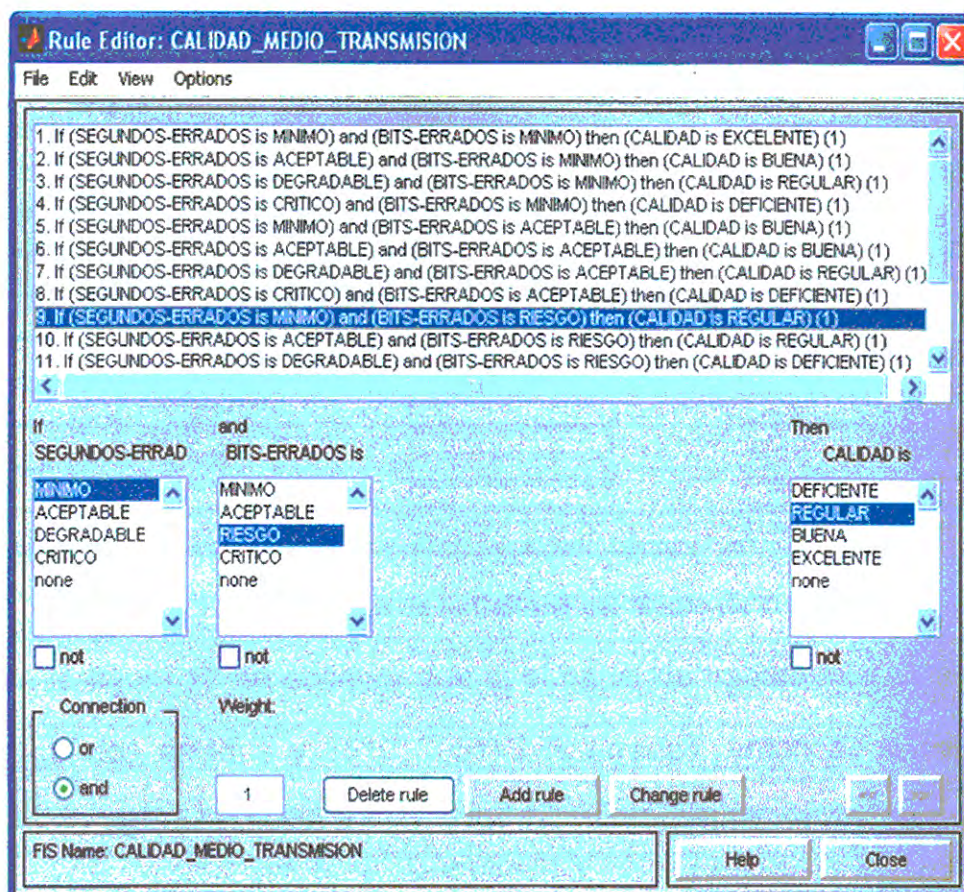 Rule Editor: CALIDAD_MEDIO_TRANSMISION
File Edit View Options
1. If (SEGUNDOS-ERRADOS is MINIMO) and (BITS-ERRADOS is MINIMO) then (CALIDAD is EXCELENTE) (1)
2. If (SEGUNDOS-ERRADOS is ACEPTABLE) and (BITS-ERRADOS is MINIMO) then (CALIDAD is BUENA) (1)
3. If (SEGUNDOS-ERRADOS is DEGRADABLE) and (BITS-ERRADOS is MINIMO) then (CALIDAD is REGULAR) (1)
4. If (SEGUNDOS-ERRADOS is CRITICO) and (BITS-ERRADOS is MINIMO) then (CALIDAD is DEFICIENTE) (1)
5. If (SEGUNDOS-ERRADOS is MINIMO) and (BITS-ERRADOS is ACEPTABLE) then (CALIDAD is BUENA) (1)
6. If (SEGUNDOS-ERRADOS is ACEPTABLE) and (BITS-ERRADOS is ACEPTABLE) then (CALIDAD is BUENA) (1)
7. If (SEGUNDOS-ERRADOS is DEGRADABLE) and (BITS-ERRADOS is ACEPTABLE) then (CALIDAD is REGULAR) (1)
8. If (SEGUNDOS-ERRADOS is CRITICO) and (BITS-ERRADOS is ACEPTABLE) then (CALIDAD is DEFICIENTE) (1)
9. If (SEGUNDOS-ERRADOS is MINIMO) and (BITS-ERRADOS is RIESGO) then (CALIDAD is REGULAR) (1)
10. If (SEGUNDOS-ERRADOS is ACEPTABLE) and (BITS-ERRADOS is RIESGO) then (CALIDAD is REGULAR) (1)
11. If (SEGUNDOS-ERRADOS is DEGRADABLE) and (BITS-ERRADOS is RIESGO) then (CALIDAD is DEFICIENTE) (1)
If and Then
SEGUNDOS-ERRAD BITS-ERRADOS is CALIDAD is
MINIMO MINIMO DEFICIENTE
ACEPTABLE ACEPTABLE REGULAR
DEGRADABLE RIESGO BUENA
CRITICO CRITICO EXCELENTE
none none none
not not not
Connection Weight:
or
and 1 Delete rule Add rule Change rule << >>
FIS Name: CALIDAD_MEDIO_TRANSMISION Help Close